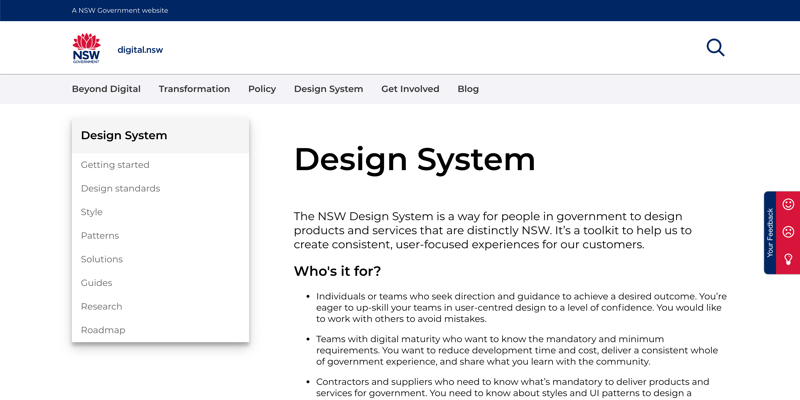 A NSW Government website
NSW
GOVERNMENT
digital.nsw
Beyond Digital Transformation Policy Design System Get Involved Blog
Design System
Getting started
Design standards
Style
Patterns
Solutions
Guides
Research
Roadmap
Design System
The NSW Design System is a way for people in government to design
products and services that are distinctly NSW. It’s a toolkit to help us to
create consistent, user-focused experiences for our customers.
Who's it for?
• Individuals or teams who seek direction and guidance to achieve a desired outcome. You’re
eager to up-skill your teams in user-centred design to a level of confidence. You would like
to work with others to avoid mistakes.
• Teams with digital maturity who want to know the mandatory and minimum
requirements. You want to reduce development time and cost, deliver a consistent whole
of government experience, and share what you learn with the community.
• Contractors and suppliers who need to know what’s mandatory to deliver products and
services for government. You need to know about styles and UI patterns to design a
Your Feedback